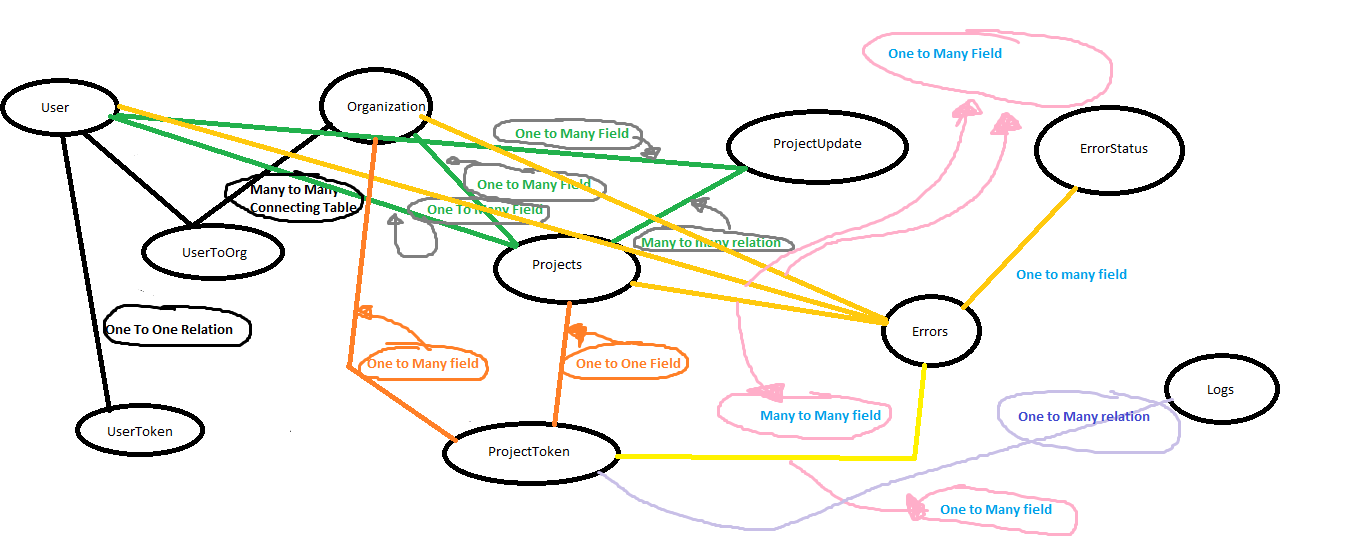 One to Many Field
User
Organization
One to Many Field
ProjectUpdate
ErrorStatus
Many to Many
Connecting Table
One to Many Field
One To Many Field
Many to many relation
UserToOrg
Projects
One to many field
One To One Relation
Errors
One to Many field
One to One Field
Logs
Many to Many field
One to Many relation
UserToken
ProjectToken
One to Many field